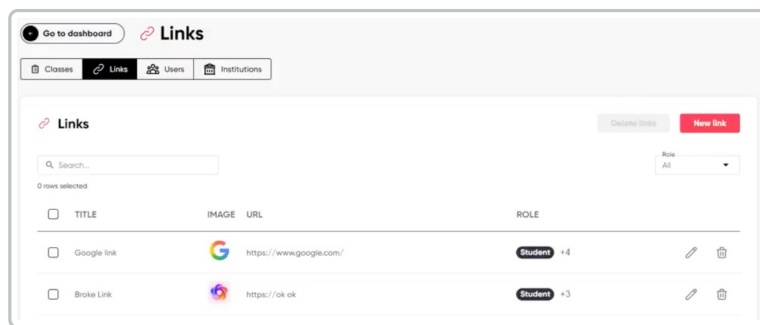 Go to dashboard Links
Classes Links Users Institutions
Links Delete links New link
Search... Role
All
0 rows selected
TITLE IMAGE URL ROLE
Google link https://www.google.com/ Student +4
Broke Link https://ok ok Student +3